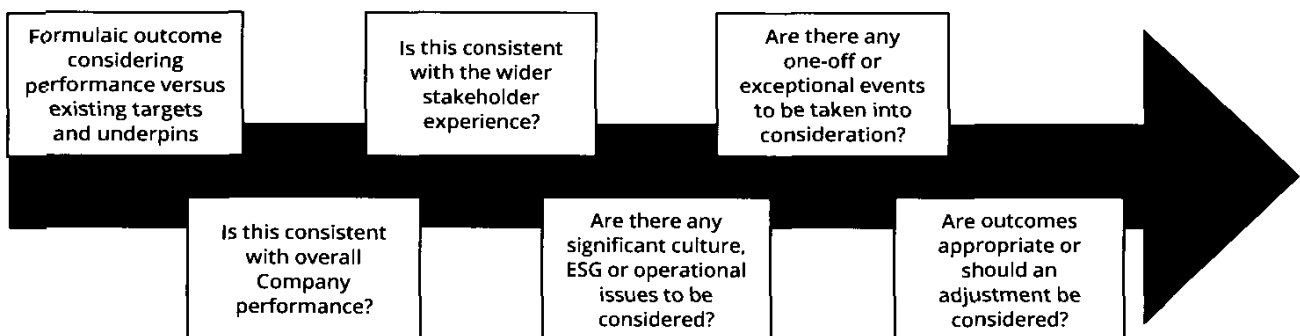 Formulaic outcome
considering
performance versus
existing targets
and underpins
Is this consistent
with overall
Company
performance?
Is this consistent
with the wider
stakeholder
experience?
Are there any
significant culture,
ESG or operational
issues to be
considered?
Are there any
one-off or
exceptional events
to be taken into
consideration?
Are outcomes
appropriate or
should an
adjustment be
considered?